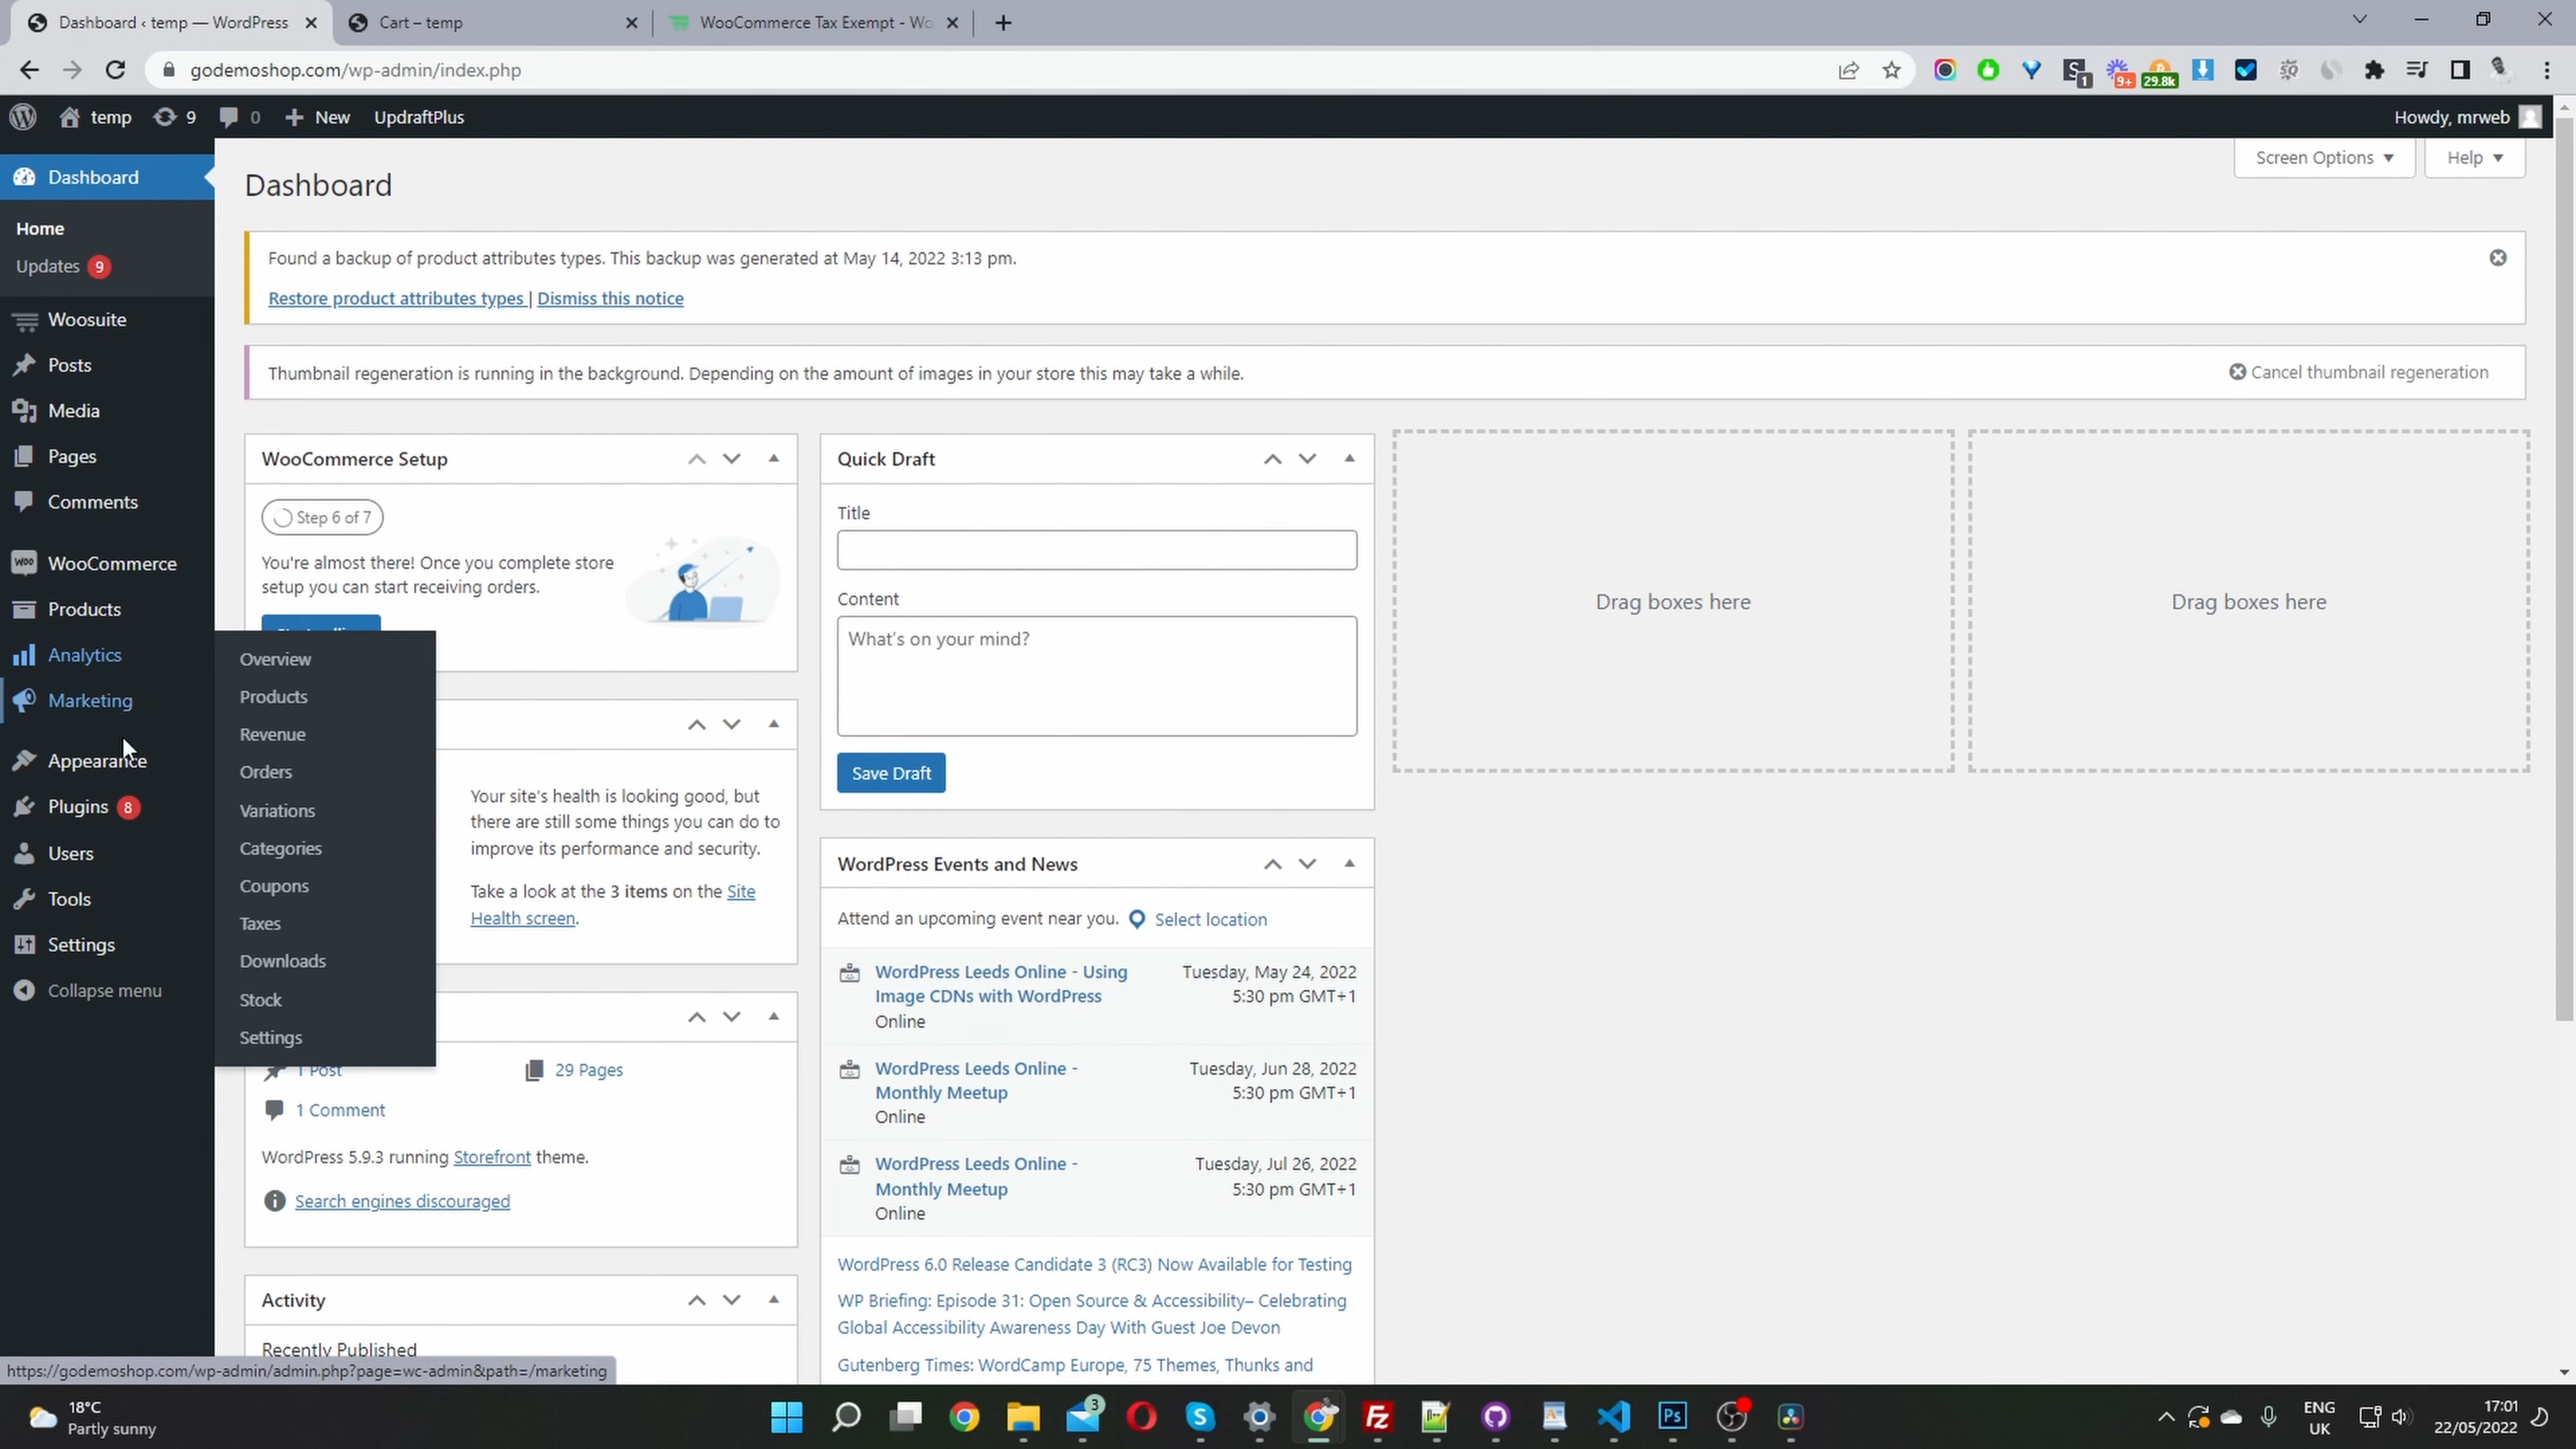 Dashboard ‹ temp — WordPress
Cart – temp
WooCommerce Tax Exempt - Wo
godemoshop.com/wp-admin/index.php
1
9+
29.8k
temp
9
0
New
UpdraftPlus
Howdy, mrweb
Dashboard
Home
Updates 9
Woosuite
Posts
Media
Pages
Comments
WooCommerce
Products
Analytics
Marketing
Appearance
Plugins 8
Users
Tools
Settings
Collapse menu
Overview
Products
Revenue
Orders
Variations
Categories
Coupons
Taxes
Downloads
Stock
Settings
Screen Options
Help
Dashboard
Found a backup of product attributes types. This backup was generated at May 14, 2022 3:13 pm.
Restore product attributes types | Dismiss this notice
Thumbnail regeneration is running in the background. Depending on the amount of images in your store this may take a while.
Cancel thumbnail regeneration
WooCommerce Setup
Step 6 of 7
You're almost there! Once you complete store
setup you can start receiving orders.
Your site's health is looking good, but
there are still some things you can do to
improve its performance and security.
Take a look at the 3 items on the Site
Health screen.
1 Post
29 Pages
1 Comment
WordPress 5.9.3 running Storefront theme.
Search engines discouraged
Activity
Recently Published
Quick Draft
Title
Content
What's on your mind?
Save Draft
WordPress Events and News
Attend an upcoming event near you. Select location
WordPress Leeds Online - Using
Image CDNs with WordPress
Online
Tuesday, May 24, 2022
5:30 pm GMT+1
WordPress Leeds Online -
Monthly Meetup
Online
Tuesday, Jun 28, 2022
5:30 pm GMT+1
WordPress Leeds Online -
Monthly Meetup
Online
Tuesday, Jul 26, 2022
5:30 pm GMT+1
WordPress 6.0 Release Candidate 3 (RC3) Now Available for Testing
WP Briefing: Episode 31: Open Source & Accessibility– Celebrating
Global Accessibility Awareness Day With Guest Joe Devon
Gutenberg Times: WordCamp Europe, 75 Themes, Thunks and
Drag boxes here
Drag boxes here
https://godemoshop.com/wp-admin/admin.php?page=wc-admin&path=/marketing
18°C
Partly sunny
3
Ps
ENG
UK
17:01
22/05/2022